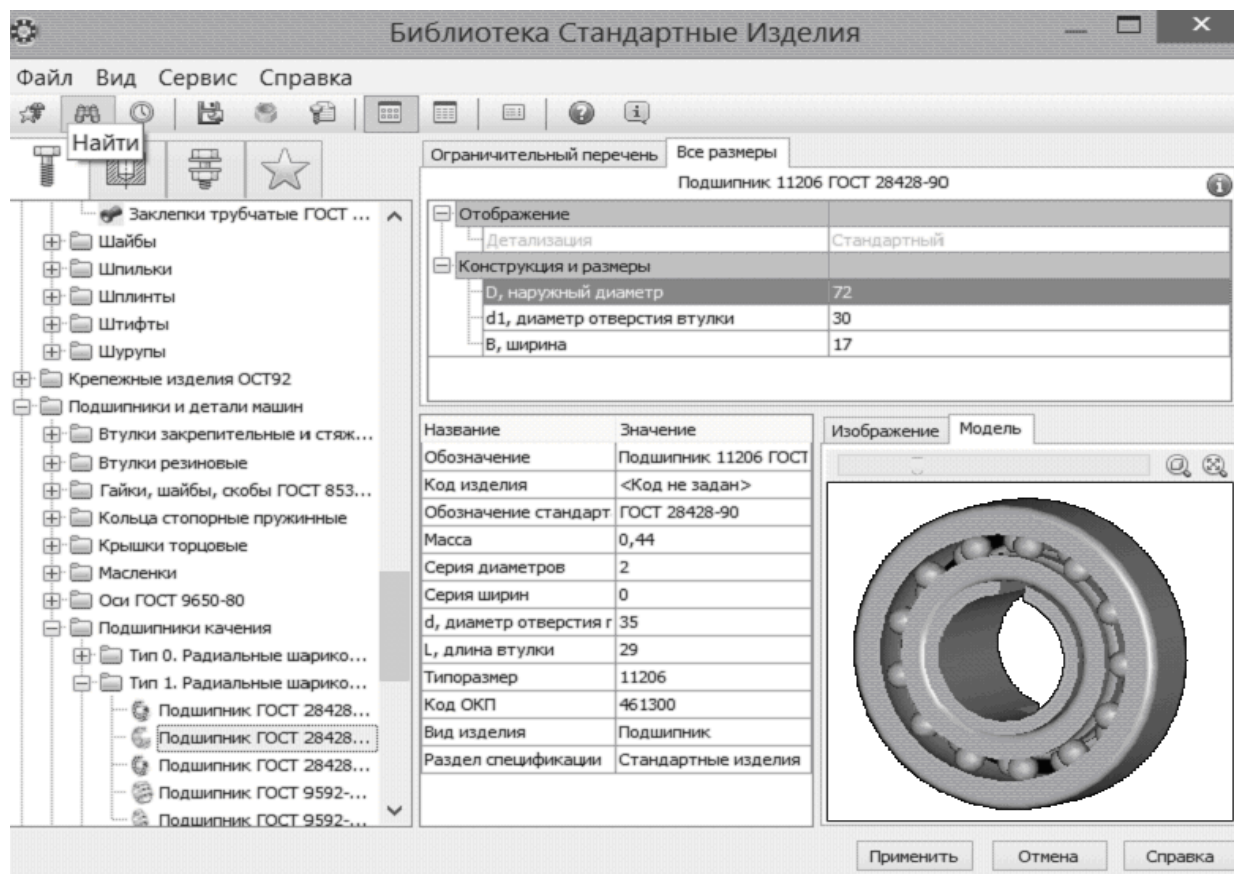 Библиотека Стандартные Изделия
Файл Вид Сервис Справка
Найти
Заклепки трубчатые ГОСТ ...
Шайбы
Шпильки
Шплинты
Штифты
Шурупы
Крепежные изделия ОСТ92
Подшипники и детали машин
Втулки закрепительные и стяж...
Втулки резиновые
Гайки, шайбы, скобы ГОСТ 853...
Кольца стопорные пружинные
Крышки торцовые
Масленки
Оси ГОСТ 9650-80
Подшипники качения
Тип 0. Радиальные шарико...
Тип 1. Радиальные шарико...
Подшипник ГОСТ 28428...
Подшипник ГОСТ 28428...
Подшипник ГОСТ 28428...
Подшипник ГОСТ 9592-...
Подшипник ГОСТ 9592-...
Ограничительный перечень Все размеры
Подшипник 11206 ГОСТ 28428-90
Отображение
Детализация Стандартный
Конструкция и размеры
D, наружный диаметр 72
d1, диаметр отверстия втулки 30
B, ширина 17
Название Значение
Обозначение Подшипник 11206 ГОСТ
Код изделия <Код не задан>
Обозначение стандарт ГОСТ 28428-90
Масса 0,44
Серия диаметров 2
Серия ширин 0
d, диаметр отверстия г 35
L, длина втулки 29
Типоразмер 11206
Код ОКП 461300
Вид изделия Подшипник
Раздел спецификации Стандартные изделия
Изображение Модель
Применить Отмена Справка